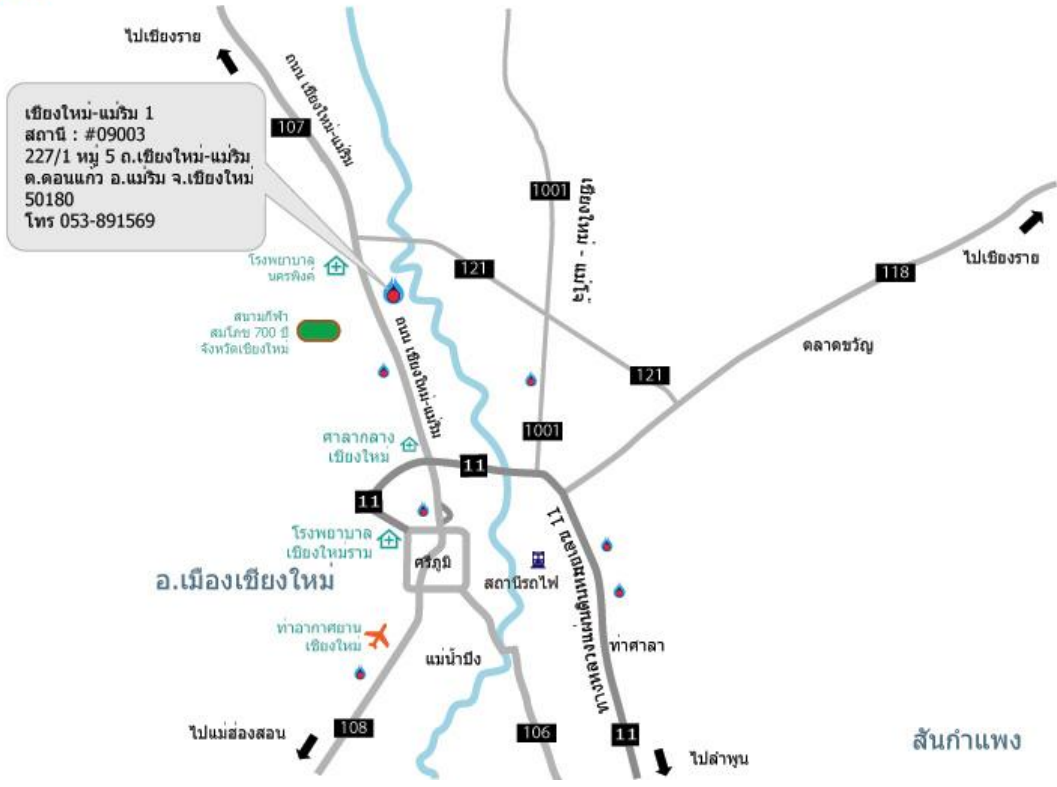 ไปเชียงราย
ถนน เชียงใหม่-แม่ริม
107
เชียงใหม่-แม่ริม 1
สถานี : #09003
227/1 หมู่ 5 ถ.เชียงใหม่-แม่ริม
ต.ดอนแก้ว อ.แม่ริม จ.เชียงใหม่
50180
โทร 053-891569
1001
เชียงใหม่ - แม่โจ้
ไปเชียงราย
118
121
โรงพยาบาล
นครพิงค์
สนามกีฬา
สมโภช 700 ปี
จังหวัดเชียงใหม่
ถนน เชียงใหม่-แม่ริม
ตลาดขวัญ
121
1001
ศาลากลาง
เชียงใหม่
11
11
โรงพยาบาล
เชียงใหม่ราม
ศรีภูมิ
สถานีรถไฟ
ทางหลวงแผ่นดินหมายเลข 11
อ.เมืองเชียงใหม่
ท่าอากาศยาน
เชียงใหม่
แม่น้ำปิง
ท่าศาลา
ไปแม่ฮ่องสอน
108
106
11
ไปลำพูน
สันกำแพง